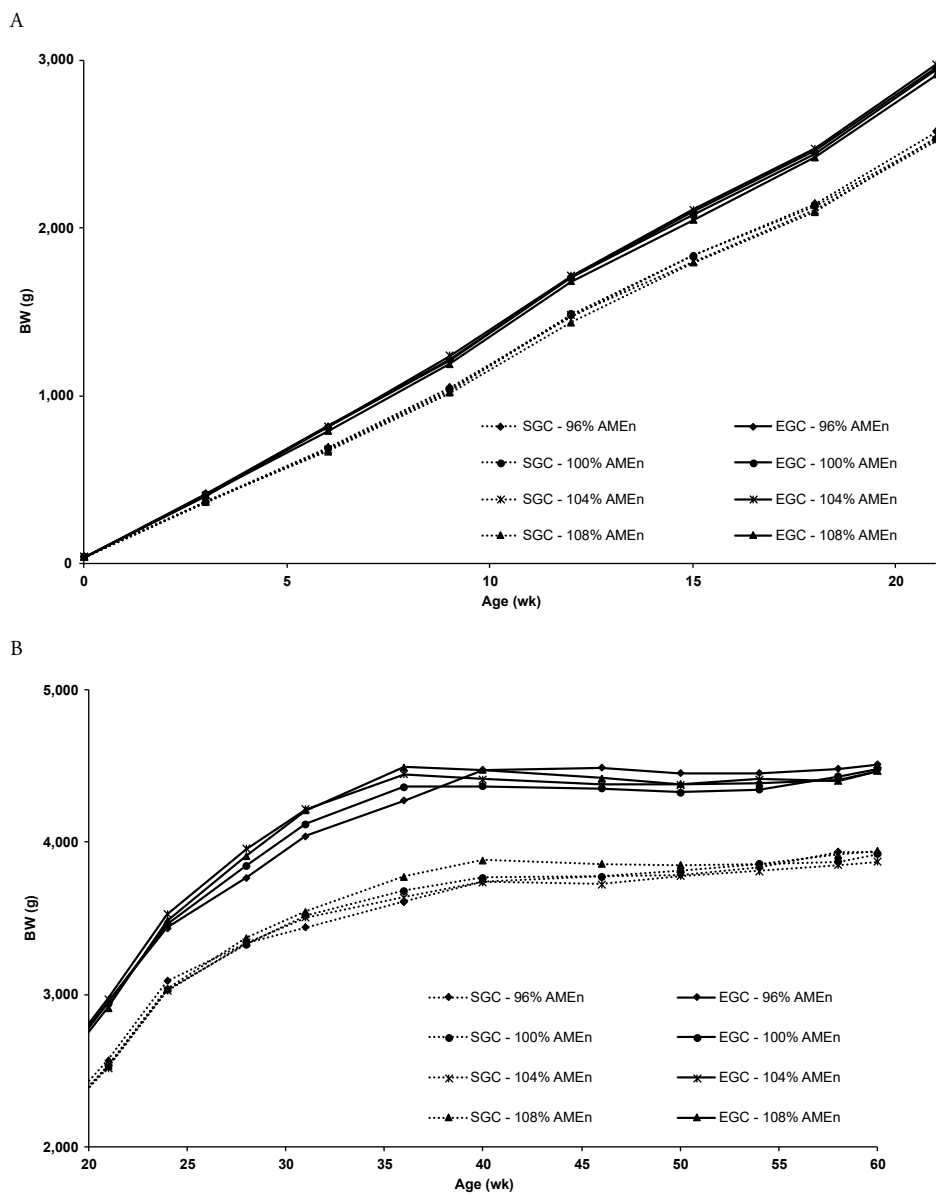 A
3,000
2,000
1,000
0
BW (g)
0 5 10 15 20
Age (wk)
SGC - 96% AMEn EGC - 96% AMEn
SGC - 100% AMEn EGC - 100% AMEn
SGC - 104% AMEn EGC - 104% AMEn
SGC - 108% AMEn EGC - 108% AMEn
B
5,000
4,000
3,000
2,000
BW (g)
20 25 30 35 40 45 50 55 60
Age (wk)
SGC - 96% AMEn EGC - 96% AMEn
SGC - 100% AMEn EGC - 100% AMEn
SGC - 104% AMEn EGC - 104% AMEn
SGC - 108% AMEn EGC - 108% AMEn